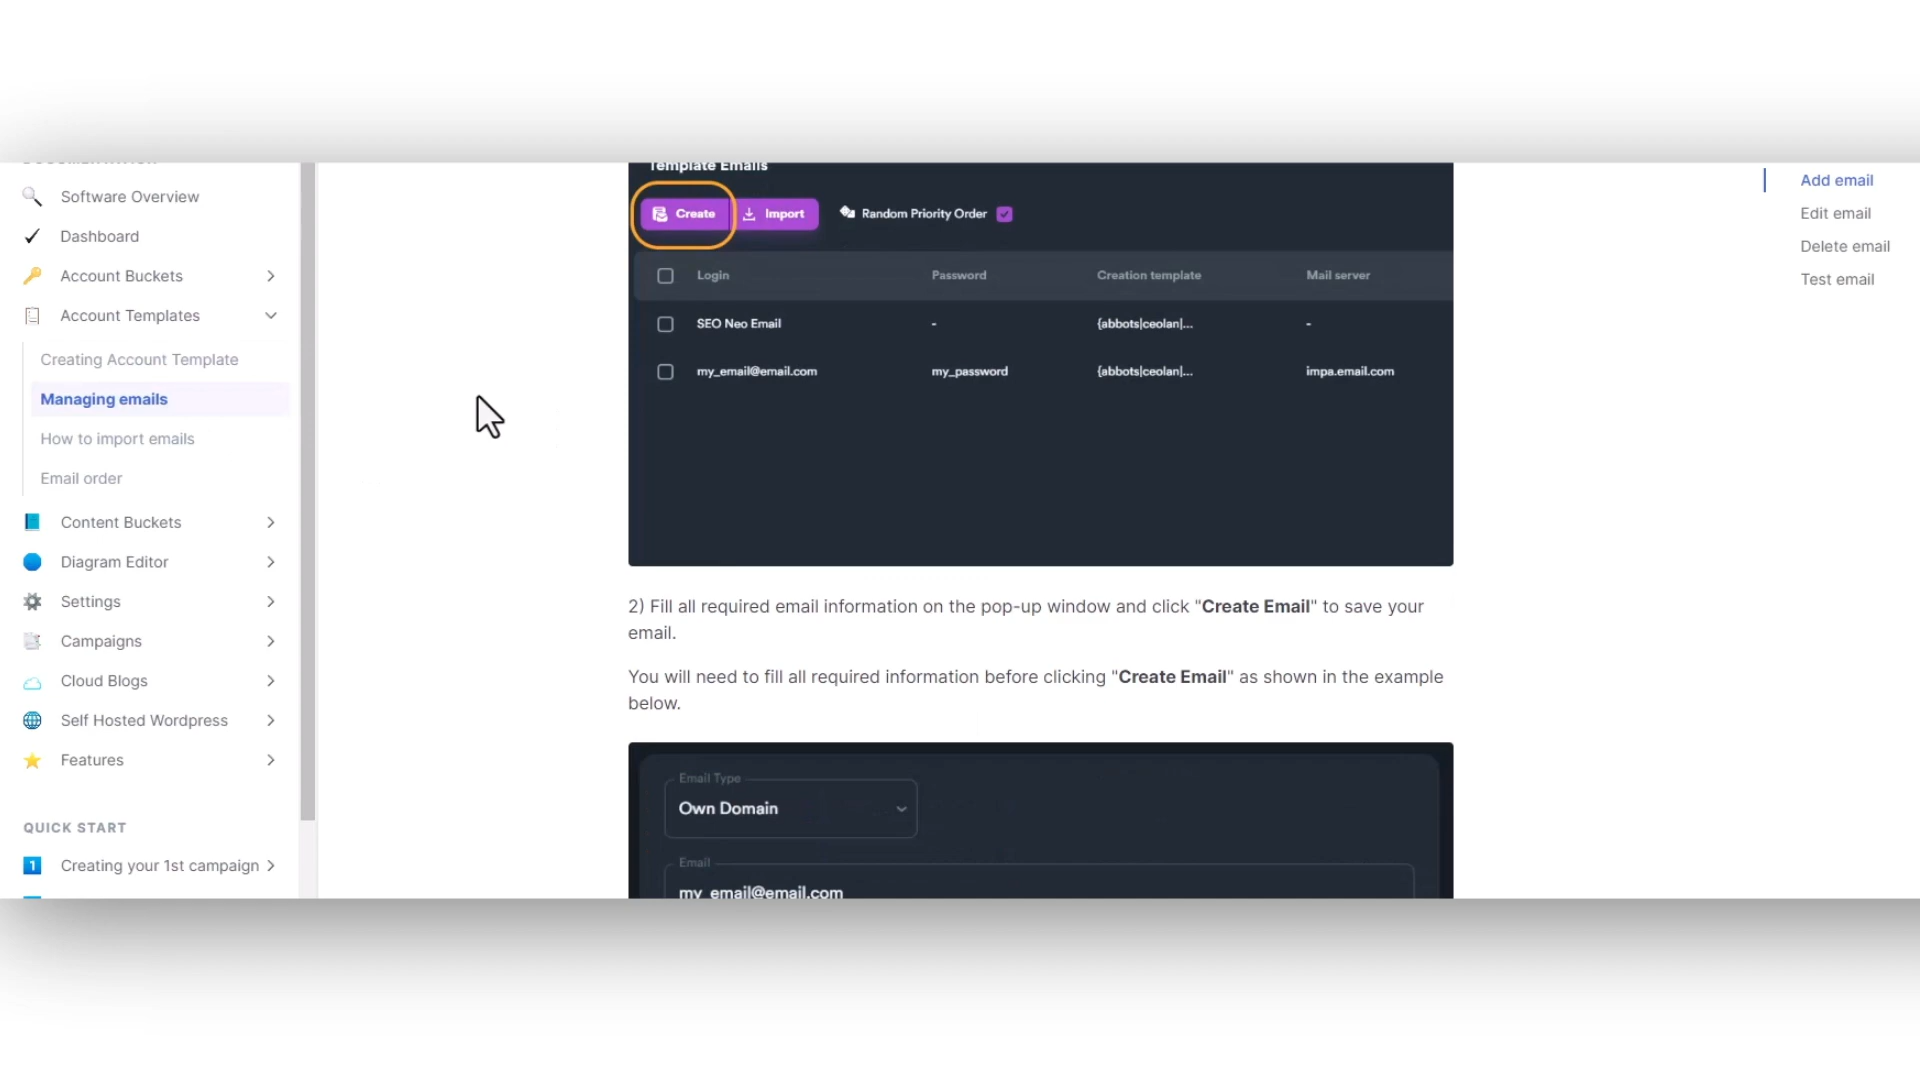 Software Overview
Dashboard
Account Buckets
Account Templates
Creating Account Template
Managing emails
How to import emails
Email order
Content Buckets
Diagram Editor
Settings
Campaigns
Cloud Blogs
Self Hosted Wordpress
Features
QUICK START
1 Creating your 1st campaign
Template Emails
Create Import Random Priority Order
Login Password Creation template Mail server
SEO Neo Email - {abbots|ceolan|... -
my_email@email.com my_password {abbots|ceolan|... impa.email.com
2) Fill all required email information on the pop-up window and click "Create Email" to save your
email.
You will need to fill all required information before clicking "Create Email" as shown in the example
below.
Email Type
Own Domain
Email
my_email@email.com
Add email
Edit email
Delete email
Test email